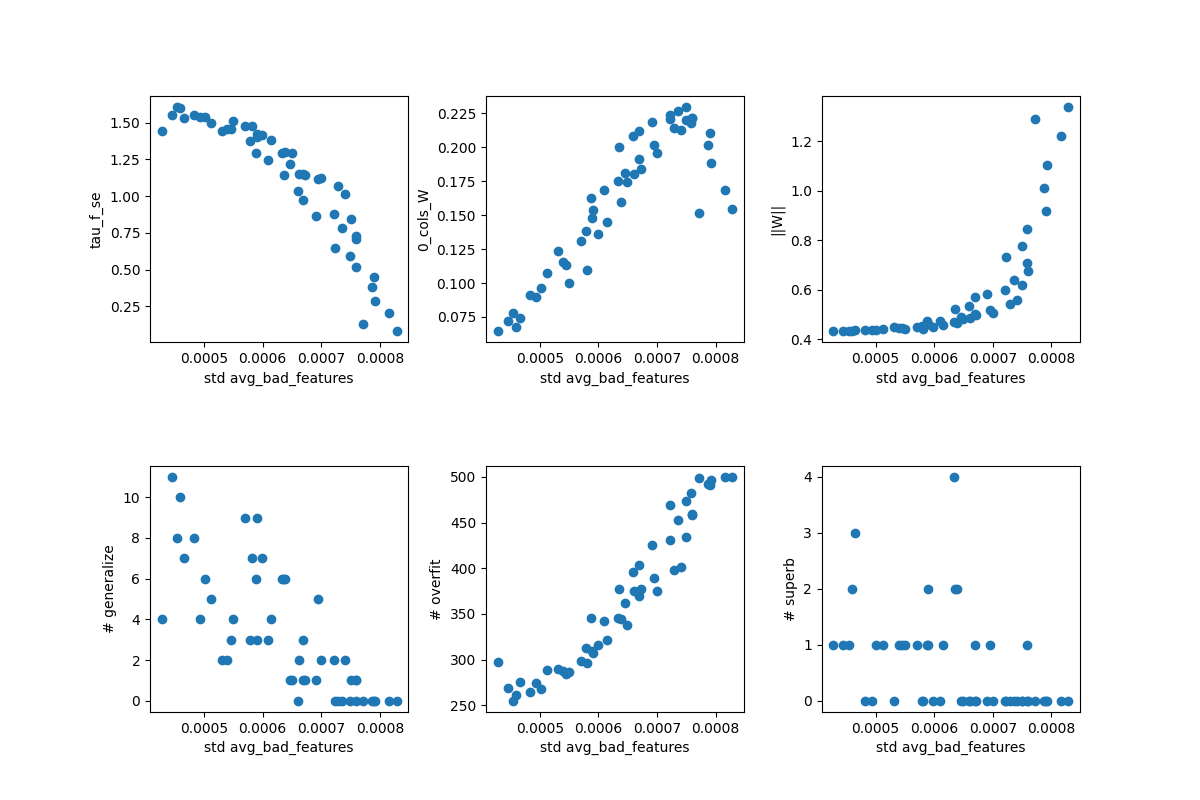 tau_f_se
1.50
1.25
1.00
0.75
0.50
0.25
0.0005 0.0006 0.0007 0.0008
std avg_bad_features
0_cols_W
0.225
0.200
0.175
0.150
0.125
0.100
0.075
0.0005 0.0006 0.0007 0.0008
std avg_bad_features
||W||
1.2
1.0
0.8
0.6
0.4
0.0005 0.0006 0.0007 0.0008
std avg_bad_features
# generalize
10
8
6
4
2
0
0.0005 0.0006 0.0007 0.0008
std avg_bad_features
# overfit
500
450
400
350
300
250
0.0005 0.0006 0.0007 0.0008
std avg_bad_features
# superb
4
3
2
1
0
0.0005 0.0006 0.0007 0.0008
std avg_bad_features